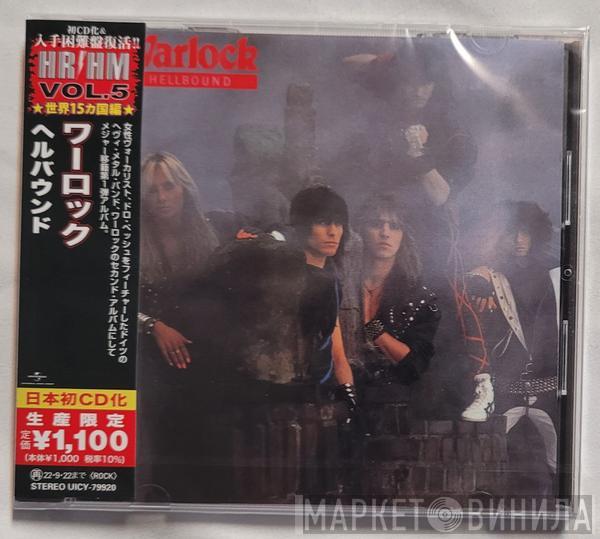 初CD化&
入手困難盤復活!!
HR/HM
VOL.5
★世界15カ国編★
ワーロック
ヘルバウンド
女性ヴォーカリスト、ドロ・ペッシュをフィーチャーしたドイツの
ヘヴィ・メタル・バンド、ワーロックのセカンド・アルバムにして
メジャー移籍第1弾アルバム。
日本初CD化
生産限定
定価¥1,100
(本体¥1,000 税率10%)
再22-9-22まで〈ROCK〉
STEREO UICY-79920
Warlock
HELLBOUND
МАРКЕТ ВИНИЛА